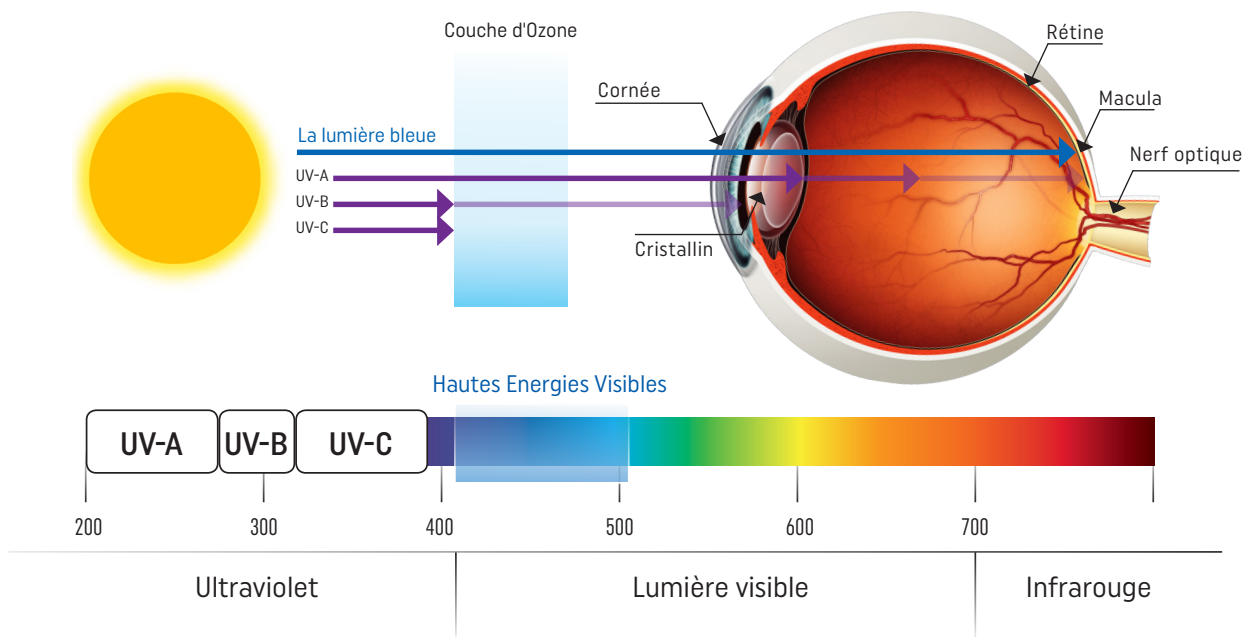 Couche d'Ozone
Rétine
Cornée
Macula
La lumière bleue
Nerf optique
UV-A
UV-B
UV-C
Cristallin
Hautes Energies Visibles
UV-A UV-B UV-C
200 300 400 500 600 700
Ultraviolet Lumière visible Infrarouge